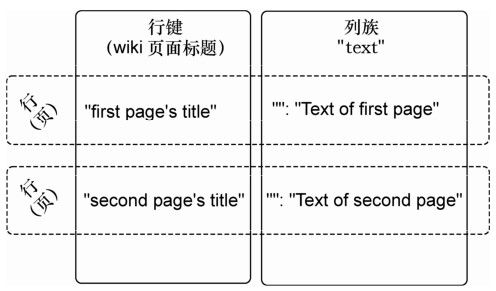 行键
(wiki 页面标题)
列族
"text"
行
(页)
"first page's title"
"": "Text of first page"
行
(页)
"second page's title"
"": "Text of second page"